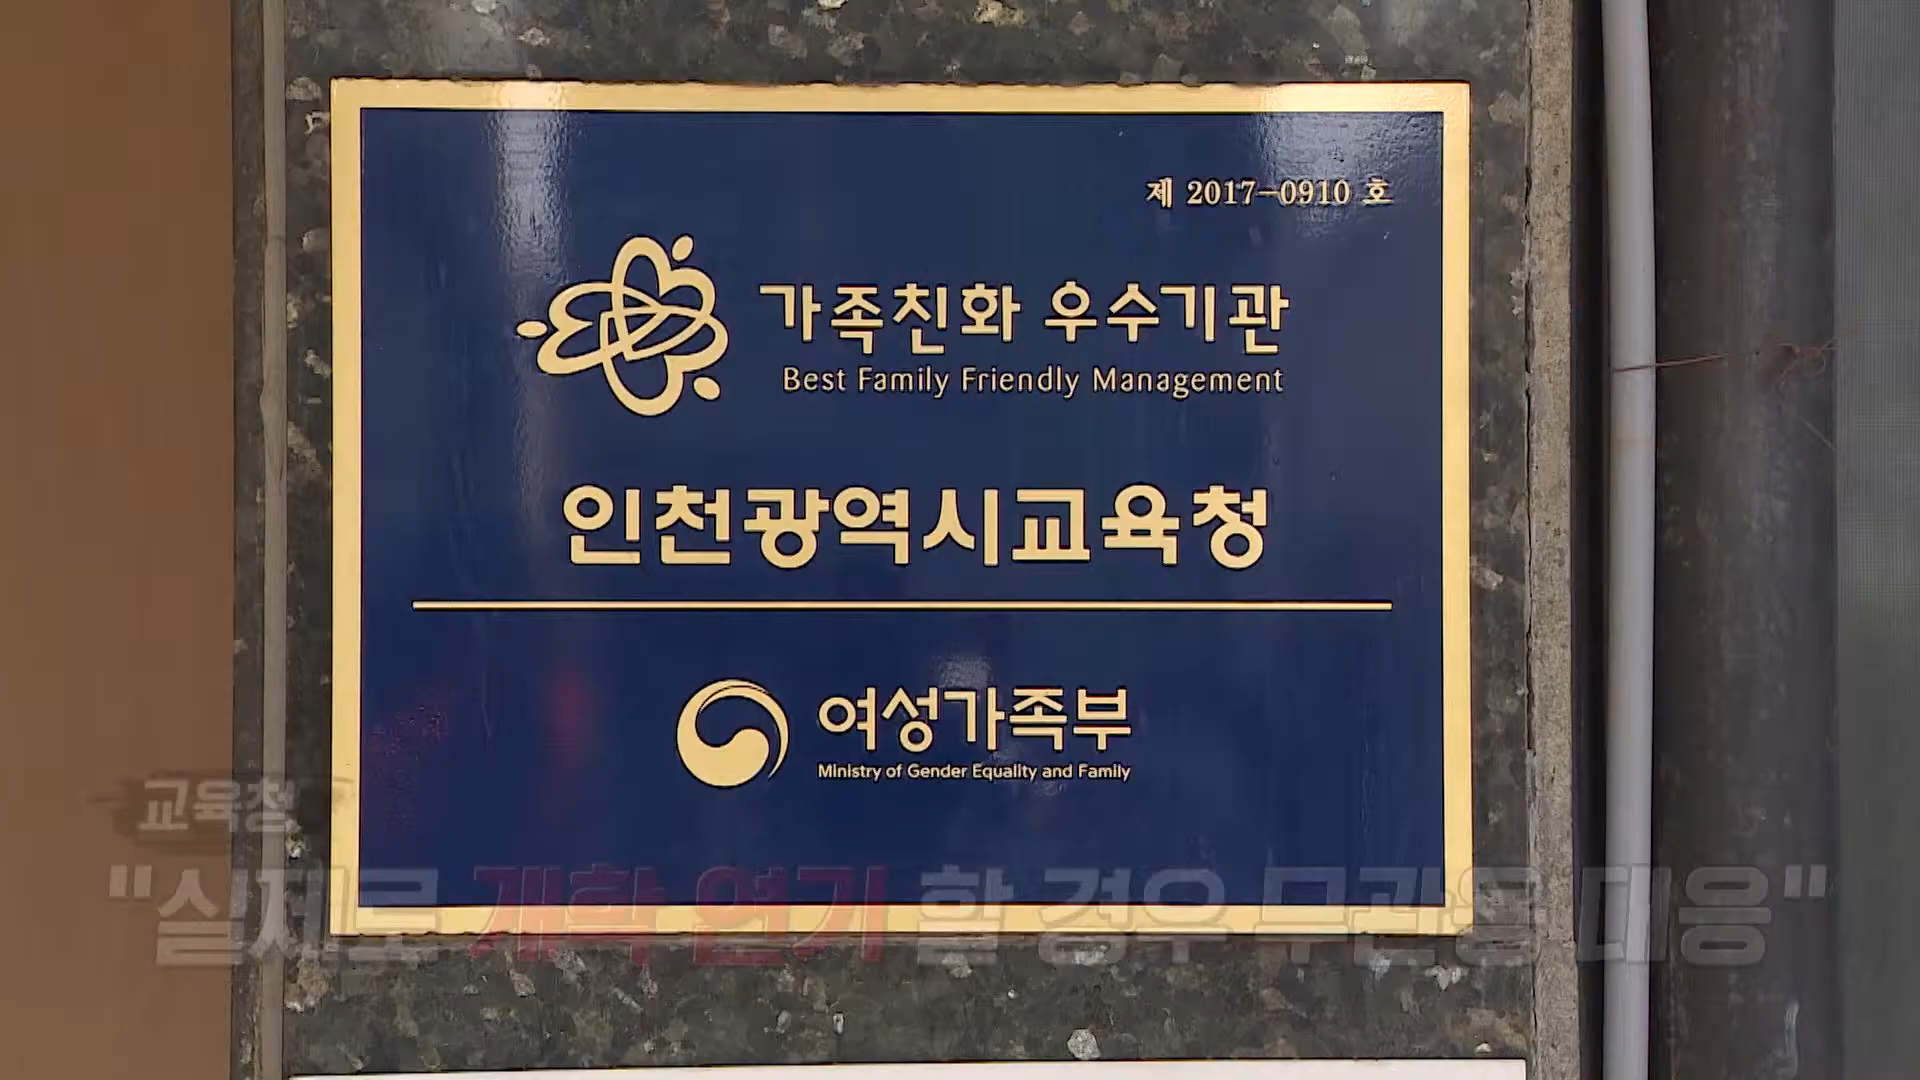 제 2017-0910 호
가족친화 우수기관
Best Family Friendly Management
인천광역시교육청
여성가족부
Ministry of Gender Equality and Family
교육청
"실제로 개학 연기 할 경우 무관용 대응"